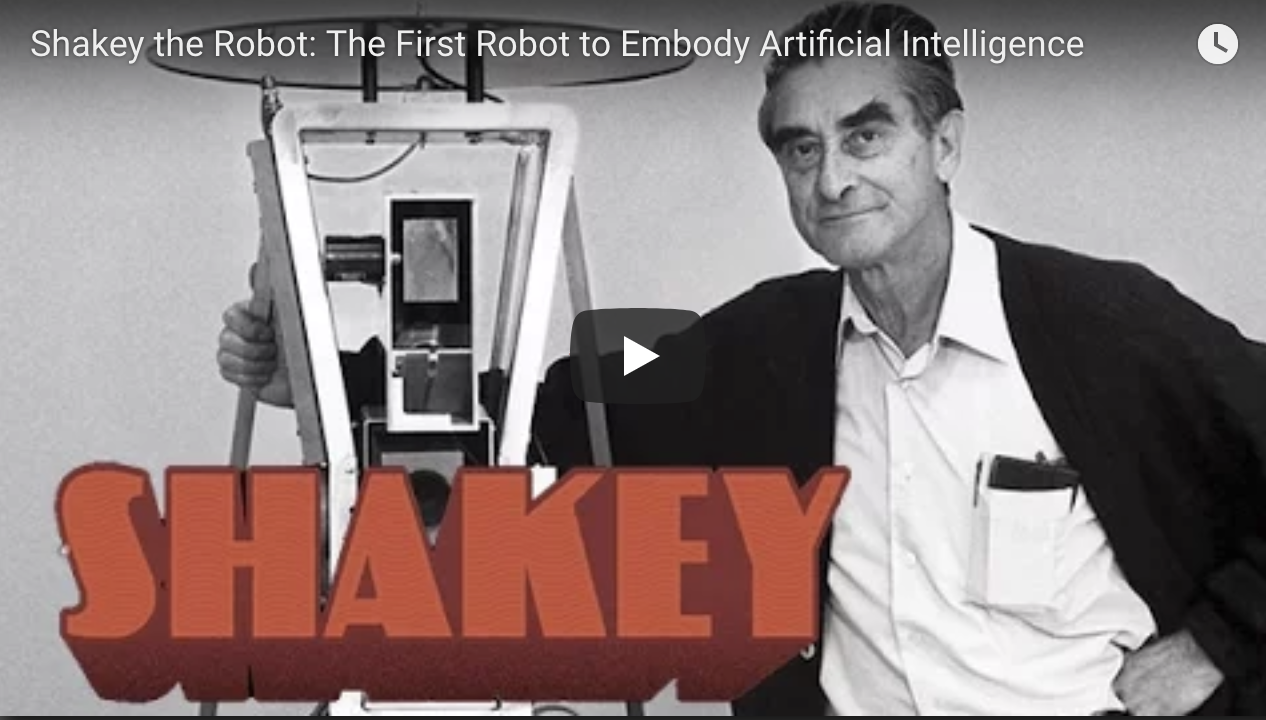 Shakey the Robot: The First Robot to Embody Artificial Intelligence
SHAKEY